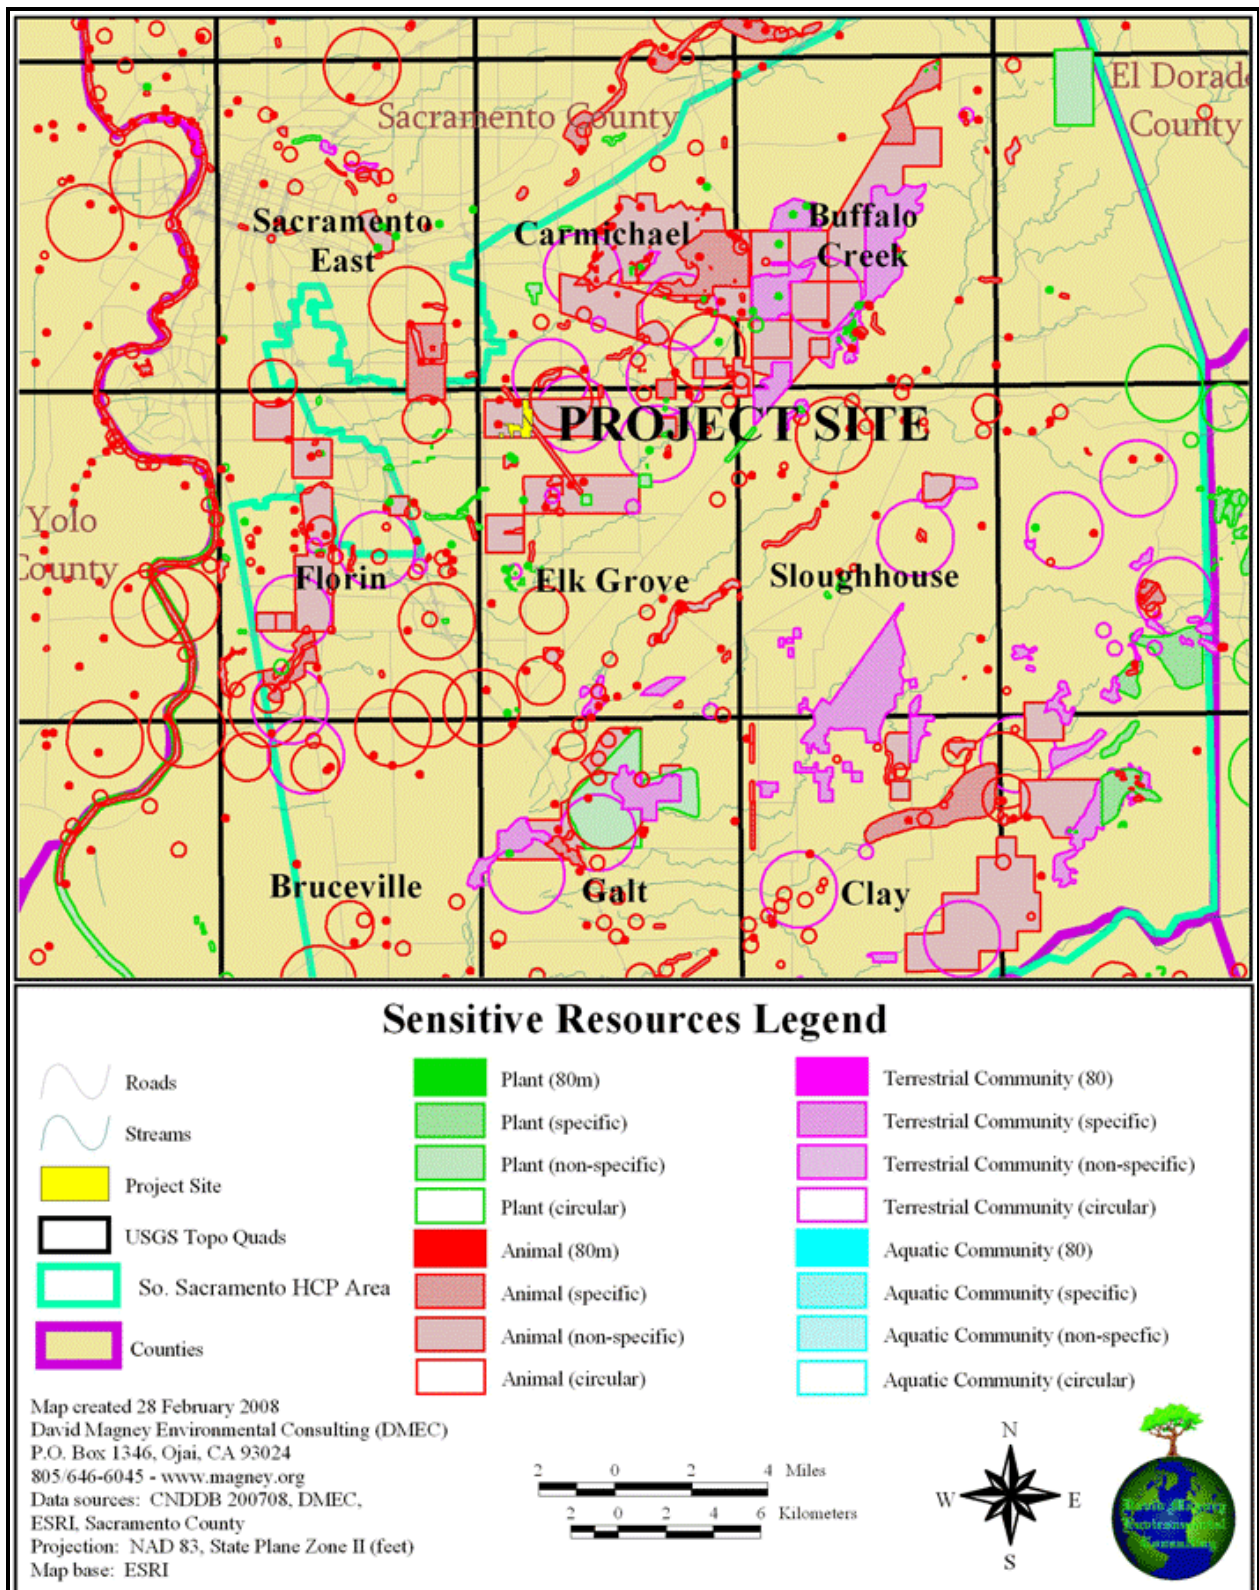 El Dorado
County
Sacramento County
Sacramento
East
Carmichael
Buffalo
Creek
PROJECT SITE
Yolo
County
Florin
Elk Grove
Sloughhouse
Bruceville
Galt
Clay
Sensitive Resources Legend
Roads
Streams
Project Site
USGS Topo Quads
So. Sacramento HCP Area
Counties
Plant (80m)
Plant (specific)
Plant (non-specific)
Plant (circular)
Animal (80m)
Animal (specific)
Animal (non-specific)
Animal (circular)
Terrestrial Community (80)
Terrestrial Community (specific)
Terrestrial Community (non-specific)
Terrestrial Community (circular)
Aquatic Community (80)
Aquatic Community (specific)
Aquatic Community (non-specfic)
Aquatic Community (circular)
Map created 28 February 2008
David Magney Environmental Consulting (DMEC)
P.O. Box 1346, Ojai, CA 93024
805/646-6045 - www.magney.org
Data sources: CNDDB 200708, DMEC,
ESRI, Sacramento County
Projection: NAD 83, State Plane Zone II (feet)
Map base: ESRI
2 0 2 4 Miles
2 0 2 4 6 Kilometers
N
W E
S
David Magney
Environmental
Consulting